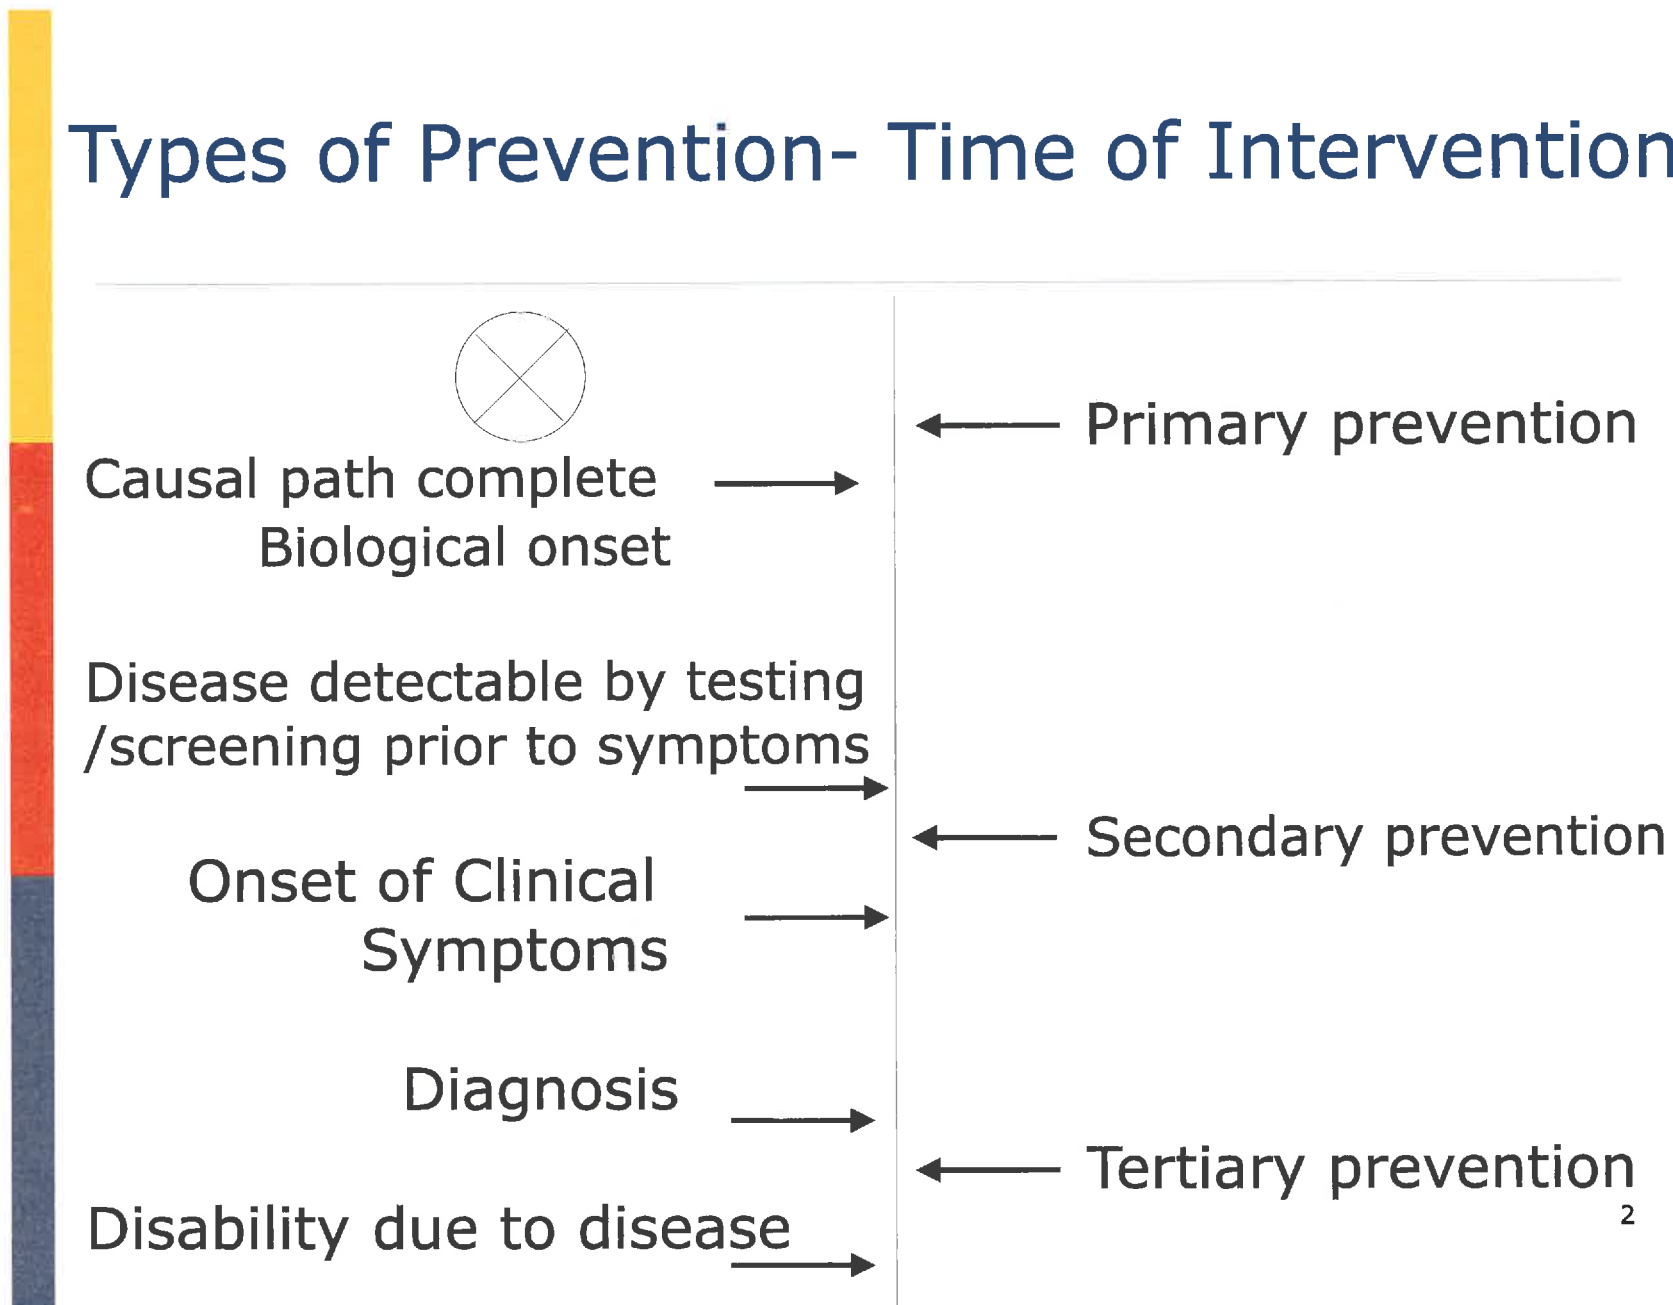 Types of Prevention- Time of Intervention
Primary prevention
Causal path complete
Biological onset
Disease detectable by testing
/screening prior to symptoms
Secondary prevention
Onset of Clinical
Symptoms
Diagnosis
Tertiary prevention
Disability due to disease
2